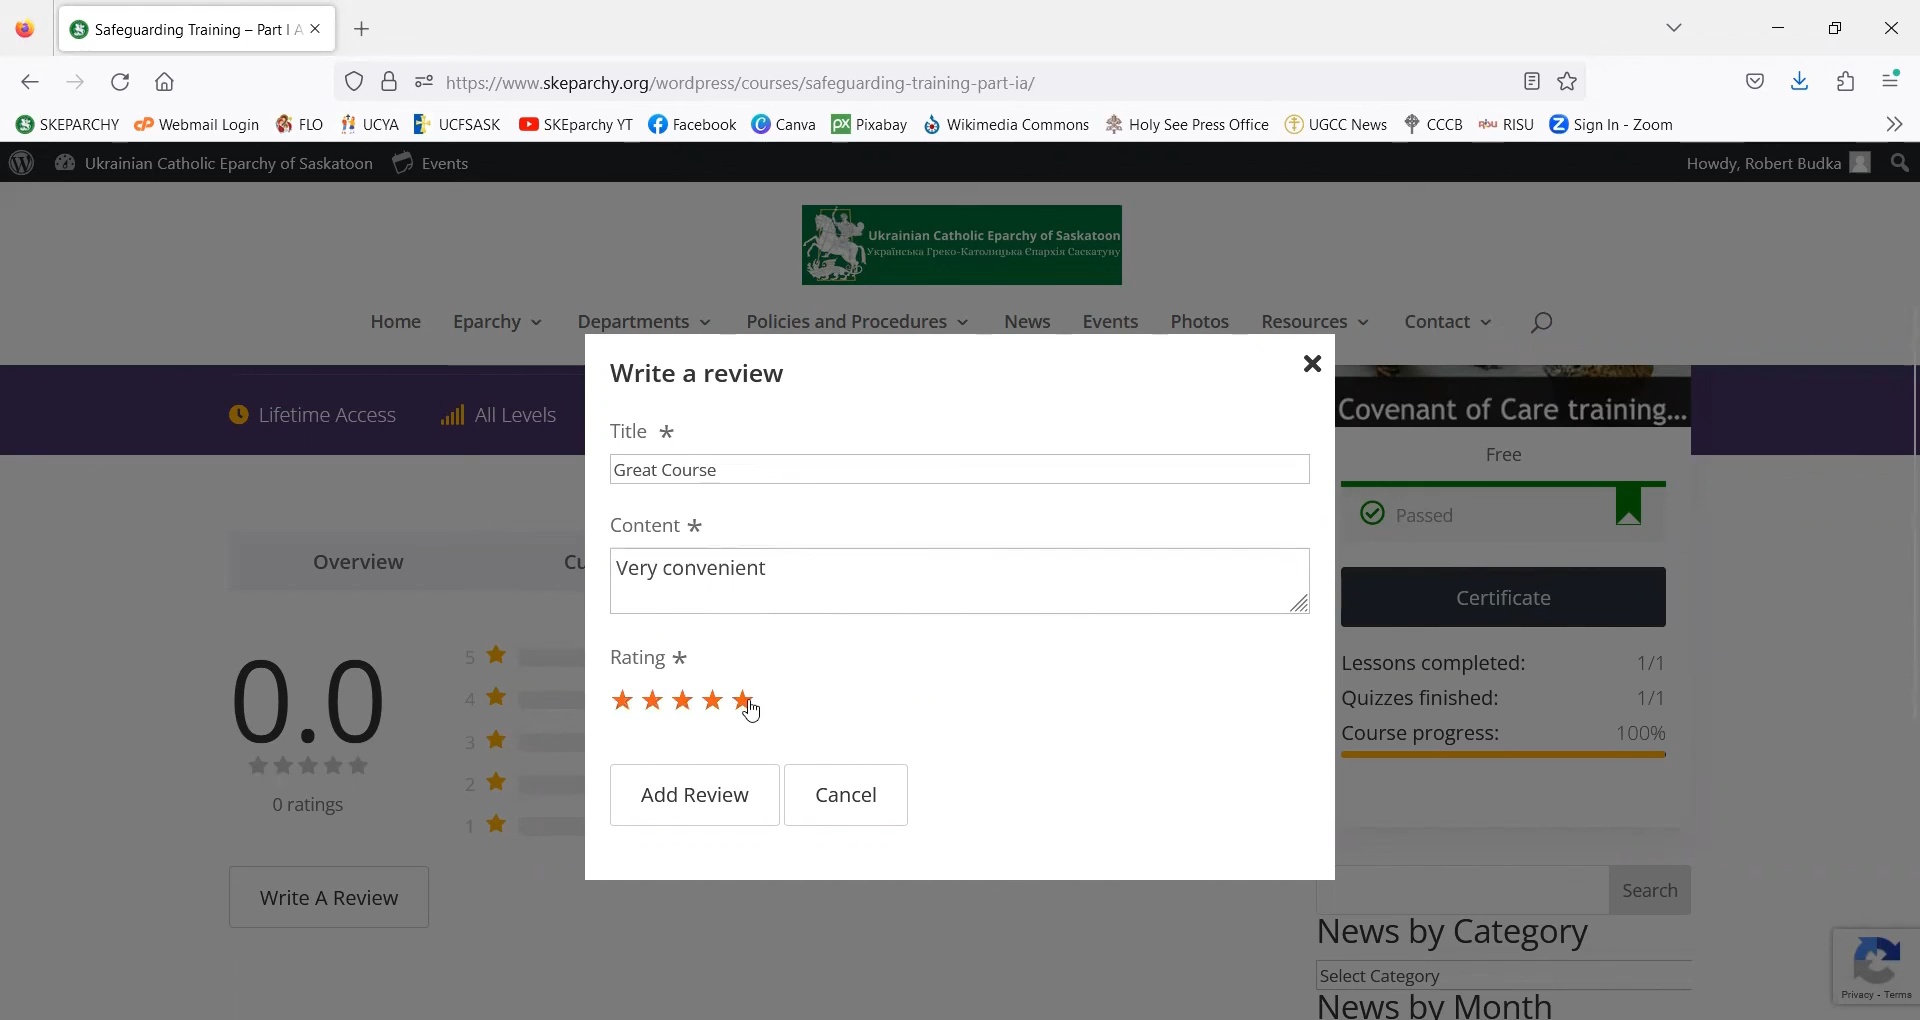 Safeguarding Training – Part I A
https://www.skeparchy.org/wordpress/courses/safeguarding-training-part-ia/
SKEPARCHY Webmail Login FLO UCYA UCFSASK SKEparchy YT Facebook Canva Pixabay Wikimedia Commons Holy See Press Office UGCC News CCCB RISU Sign In - Zoom
Ukrainian Catholic Eparchy of Saskatoon Events Howdy, Robert Budka
Ukrainian Catholic Eparchy of Saskatoon
Українська Греко-Католицька Єпархія Саскатуну
Home Eparchy Departments Policies and Procedures News Events Photos Resources Contact
Write a review
Lifetime Access All Levels
Covenant of Care training...
Title *
Free
Great Course
Passed
Content *
Overview Cu
Very convenient
Certificate
Rating *
Lessons completed: 1/1
Quizzes finished: 1/1
Course progress: 100%
0.0
0 ratings
5
4
3
2
1
Add Review Cancel
Write A Review
Search
News by Category
Select Category
News by Month
Privacy - Terms